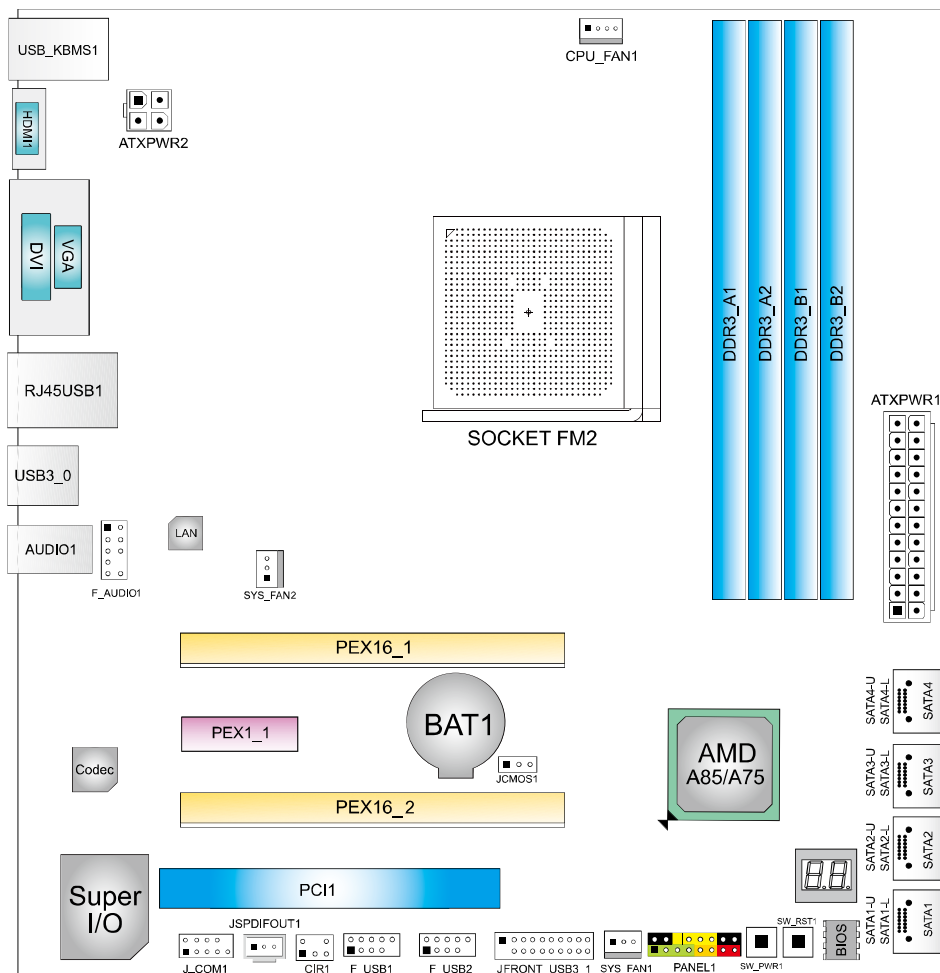 USB_KBMS1
CPU_FAN1
HDMI1
ATXPWR2
DVI
VGA
DDR3_A1
DDR3_A2
DDR3_B1
DDR3_B2
RJ45USB1
ATXPWR1
SOCKET FM2
USB3_0
AUDIO1
LAN
F_AUDIO1
SYS_FAN2
PEX16_1
SATA4-U
SATA4-L
SATA4
PEX1_1
BAT1
AMD
A85/A75
Codec
JCMOS1
SATA3-U
SATA3-L
SATA3
PEX16_2
SATA2-U
SATA2-L
SATA2
88
Super
I/O
PCI1
SATA1-U
SATA1-L
SATA1
JSPDIFOUT1
SW_RST1
BIOS
J_COM1
CIR1
F_USB1
F_USB2
JFRONT_USB3_1
SYS_FAN1
PANEL1
SW_PWR1